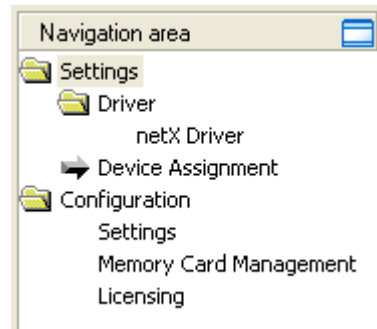 Navigation area
Settings
Driver
netX Driver
Device Assignment
Configuration
Settings
Memory Card Management
Licensing